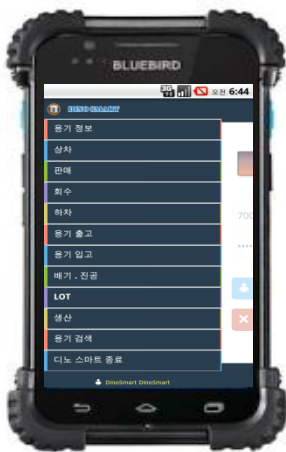 BLUEBIRD
3G
오전 6:44
DINO SMART
용기 정보
상차
판매
회수
700
하차
용기 출고
용기 입고
배기 . 진공
LOT
생산
용기 검색
디노 스마트 종료
DinoSmart DinoSmart